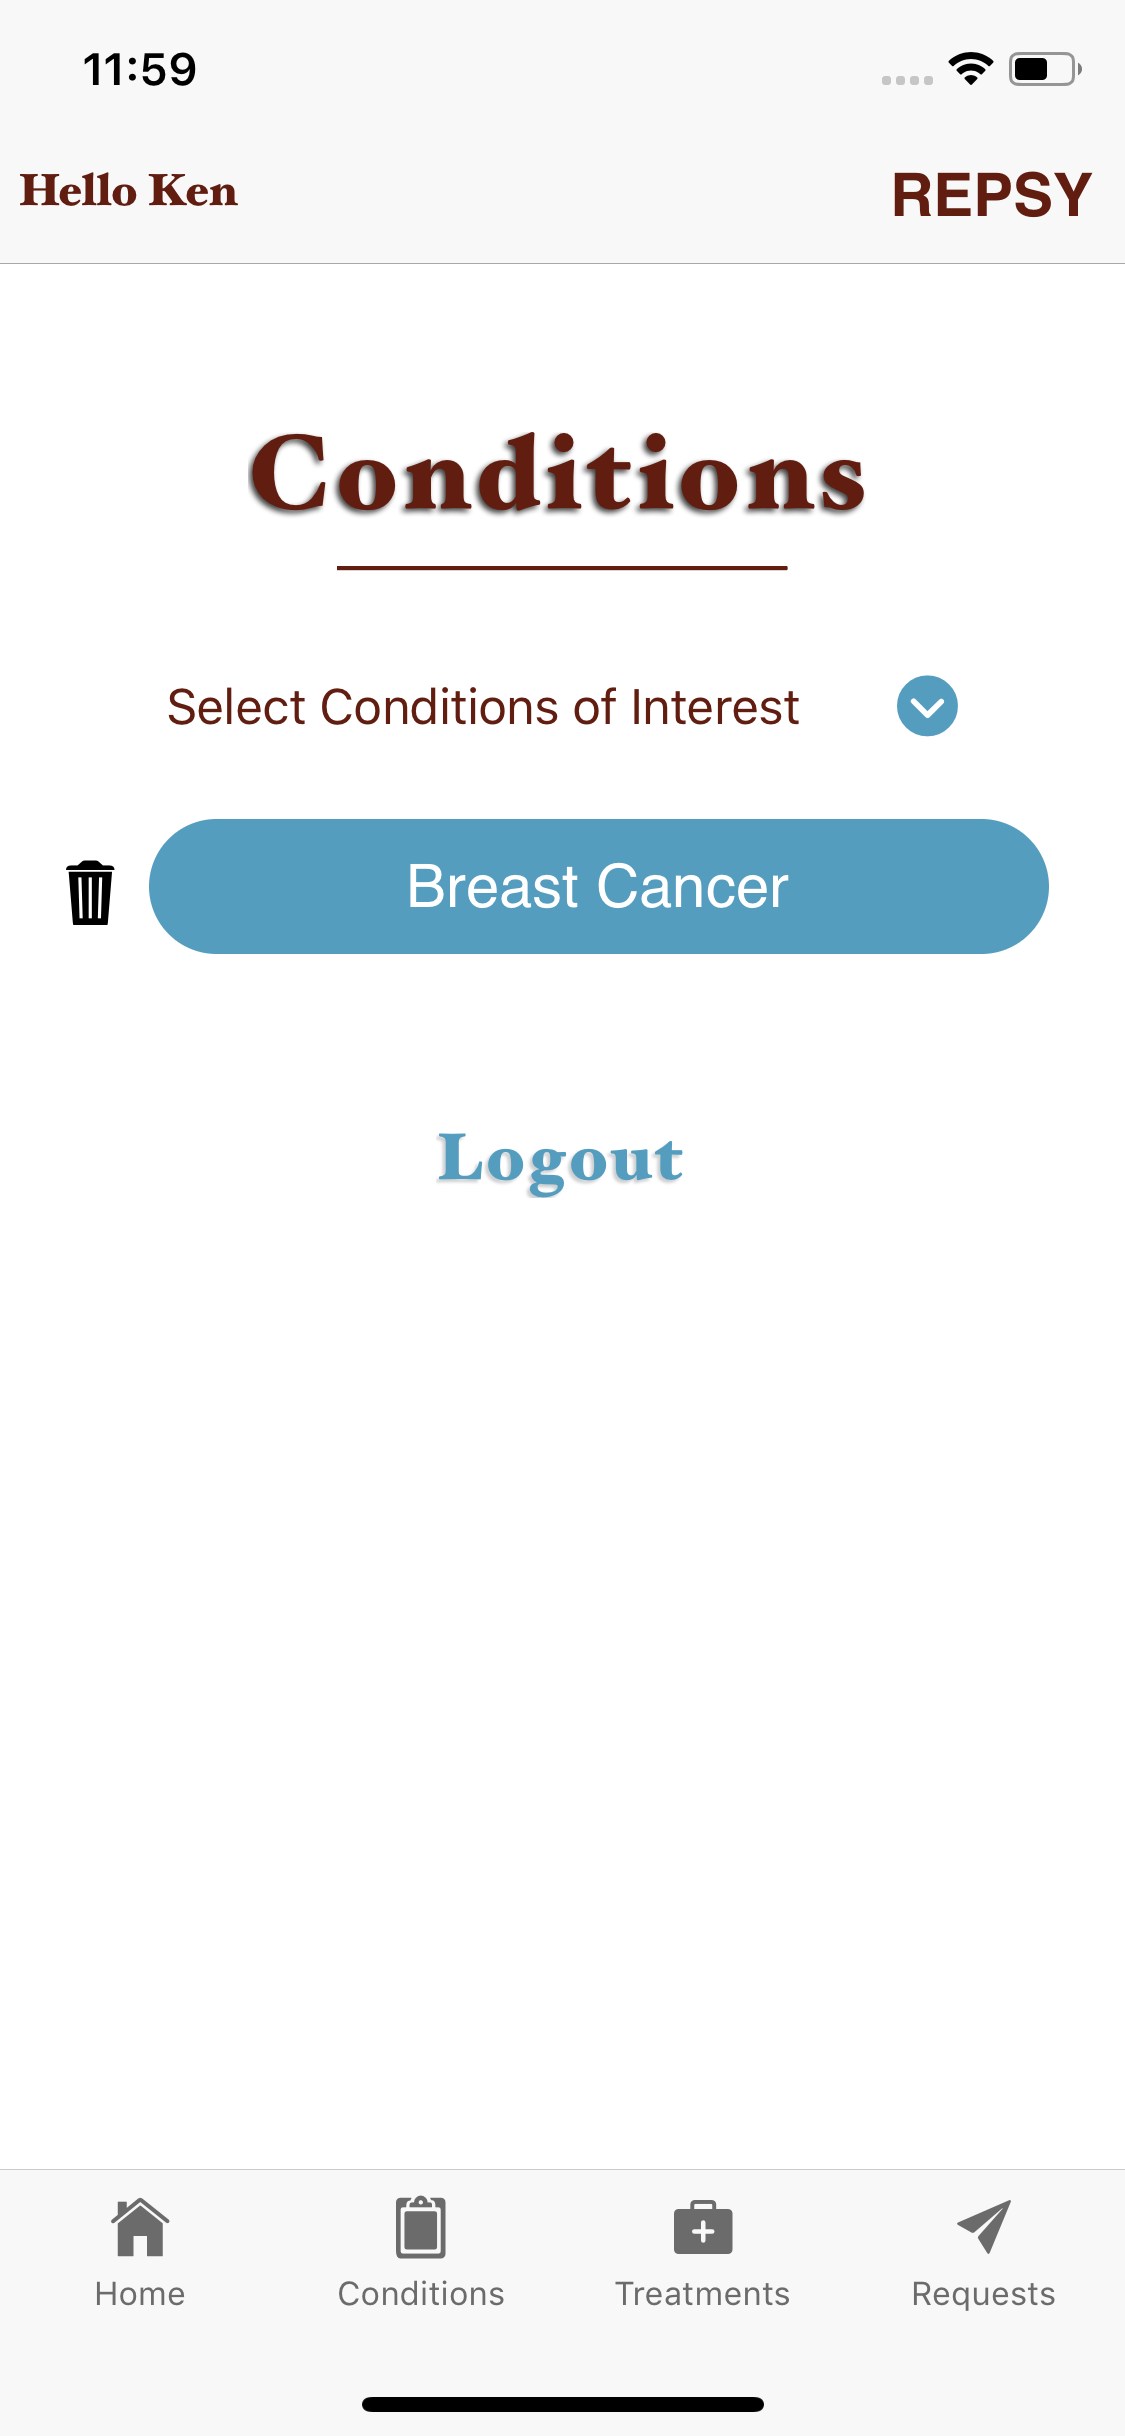 11:59
Hello Ken
REPSY
Conditions
Select Conditions of Interest
Breast Cancer
Logout
Home
Conditions
Treatments
Requests